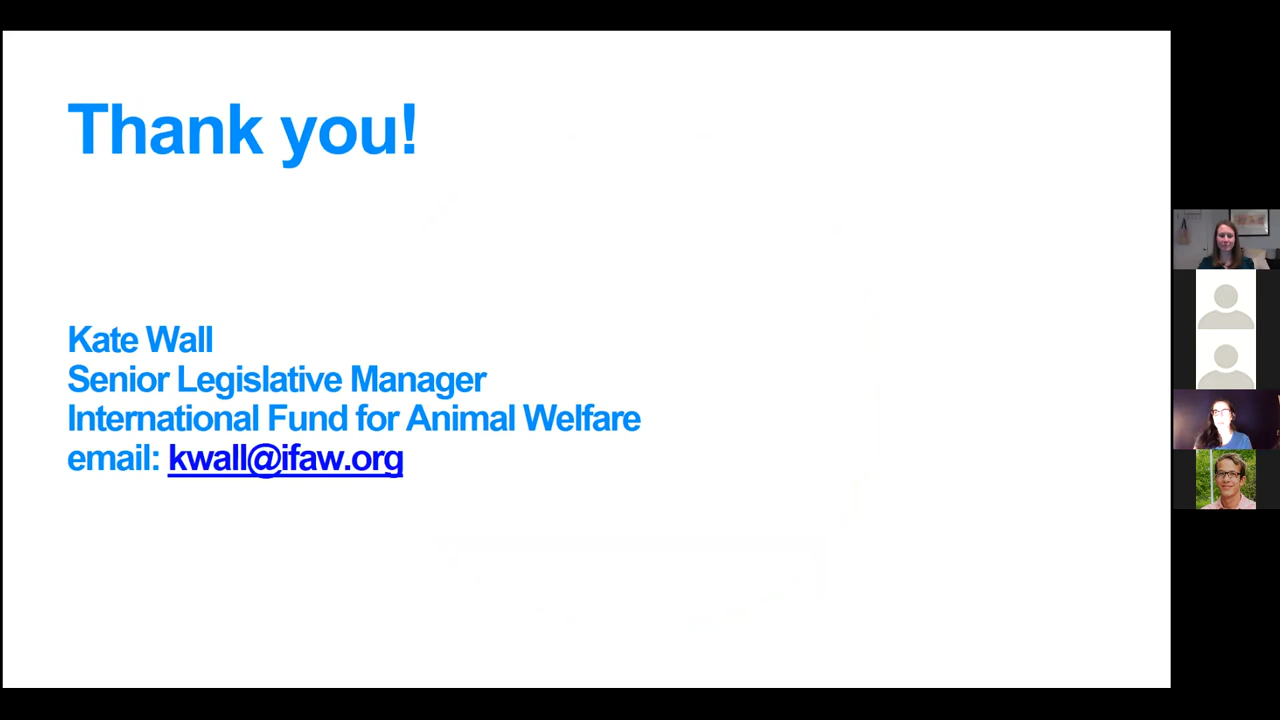 Thank you!
Kate Wall
Senior Legislative Manager
International Fund for Animal Welfare
email: kwall@ifaw.org